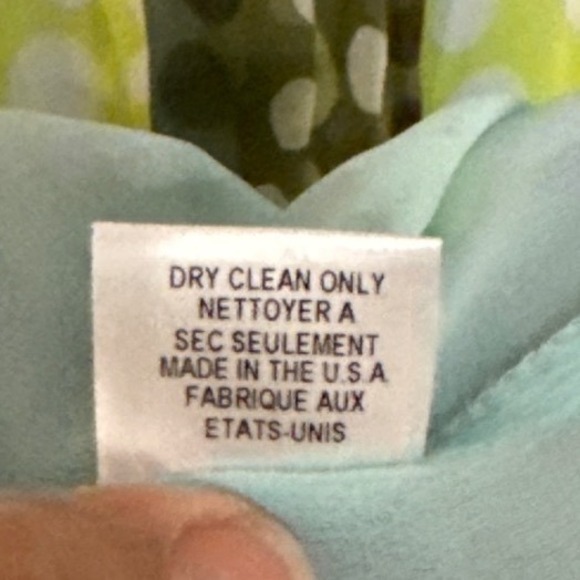 DRY CLEAN ONLY
NETTOYER A
SEC SEULEMENT
MADE IN THE U.S.A
FABRIQUE AUX
ETATS-UNIS